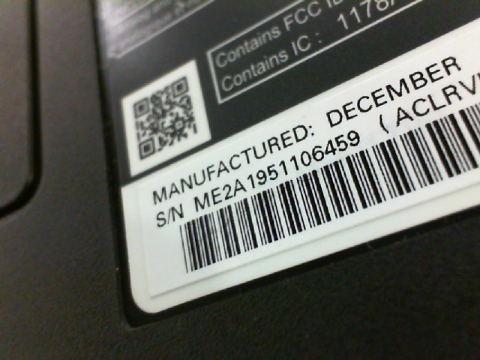 Contains FCC ID
Contains IC : 1178
MANUFACTURED: DECEMBER
S/N ME2A1951106459 (ACLRV